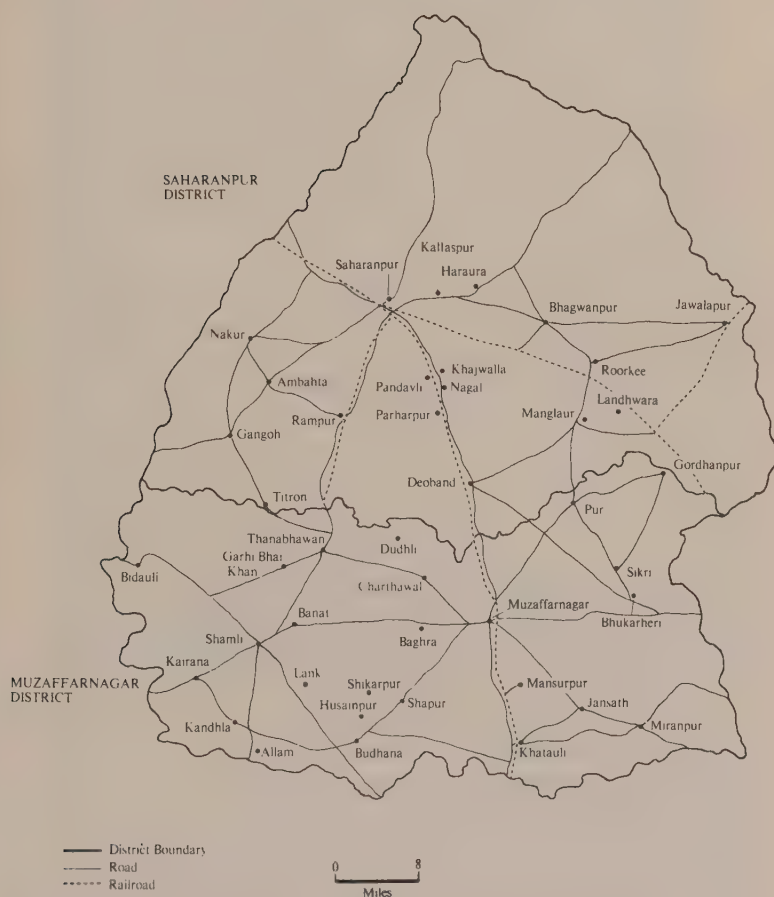 SAHARANPUR
DISTRICT
Kallaspur
Saharanpur
Haraura
Bhagwanpur
Jawalapur
Nakur
Khajwalla
Roorkee
Ambahta
Pandavli
Nagal
Landhwara
Rampur
Parharpur
Manglaur
Gangoh
Gordhanpur
Deoband
Titron
Pur
Thanabhawan
Dudhli
Garhi Bhai
Khan
Bidauli
Sikri
Charthawal
Muzaffarnagar
Banat
Bhukarheri
Baghra
Shamli
Kairana
MUZAFFARNAGAR
DISTRICT
Lank
Shikarpur
Mansurpur
Husainpur
Shapur
Jansath
Kandhla
Miranpur
Allam
Budhana
Khatauli
District Boundary
Road
Railroad
0 8
Miles